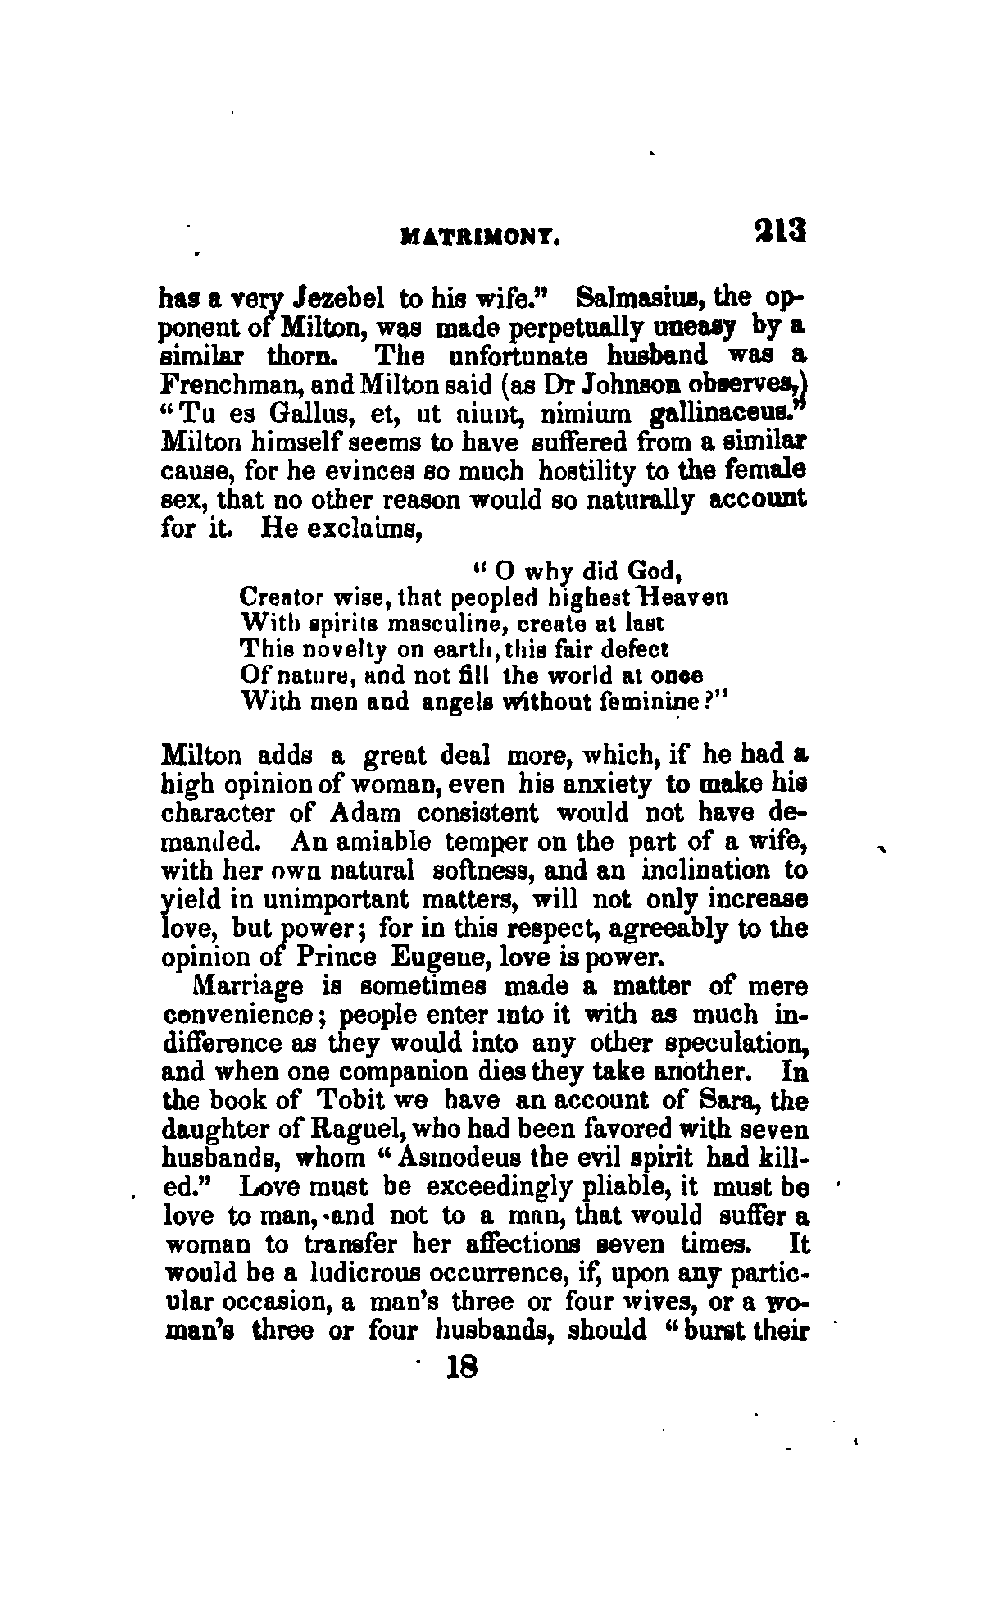 MATRIMONY. 213
has a very Jezebel to his wife." Salmasius, the op-
ponent of Milton, was made perpetually uneasy by a
similar thorn. The unfortunate husband was a
Frenchman, and Milton said (as Dr Johnson observes,)
"Tu es Gallus, et, ut aiunt, nimium gallinaceus."
Milton himself seems to have suffered from a similar
cause, for he evinces so much hostility to the female
sex, that no other reason would so naturally account
for it. He exclaims,
"O why did God,
Creator wise, that peopled highest Heaven
With spirits masculine, create at last
This novelty on earth, this fair defect
Of nature, and not fill the world at once
With men and angels without feminine?"
Milton adds a great deal more, which, if he had a
high opinion of woman, even his anxiety to make his
character of Adam consistent would not have de-
manded. An amiable temper on the part of a wife,
with her own natural softness, and an inclination to
yield in unimportant matters, will not only increase
love, but power; for in this respect, agreeably to the
opinion of Prince Eugene, love is power.
Marriage is sometimes made a matter of mere
convenience; people enter into it with as much in-
difference as they would into any other speculation,
and when one companion dies they take another. In
the book of Tobit we have an account of Sara, the
daughter of Raguel, who had been favored with seven
husbands, whom "Asmodeus the evil spirit had kill-
ed." Love must be exceedingly pliable, it must be
love to man, and not to a man, that would suffer a
woman to transfer her affections seven times. It
would be a ludicrous occurrence, if, upon any partic-
ular occasion, a man's three or four wives, or a wo-
man's three or four husbands, should "burst their
18